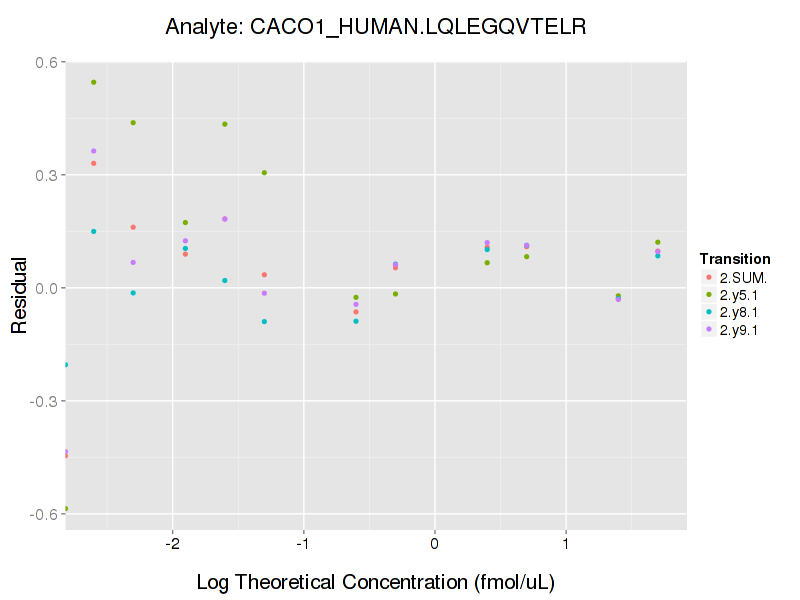 Analyte: CACO1_HUMAN.LQLEGQVTELR
0.6
0.3
0.0
-0.3
-0.6
Residual
-2 -1 0 1
Log Theoretical Concentration (fmol/uL)
Transition
2.SUM.
2.y5.1
2.y8.1
2.y9.1